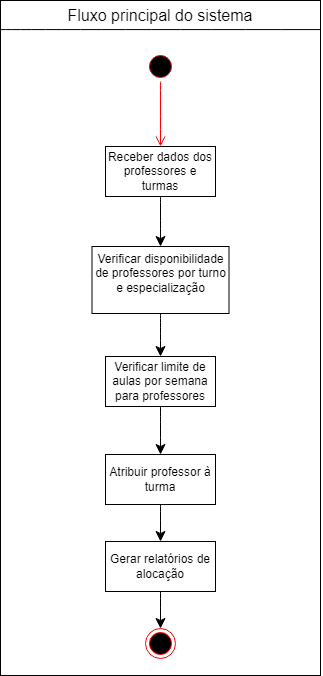 Fluxo principal do sistema
Receber dados dos
professores e
turmas
Verificar disponibilidade
de professores por turno
e especialização
Verificar limite de
aulas por semana
para professores
Atribuir professor à
turma
Gerar relatórios de
alocação